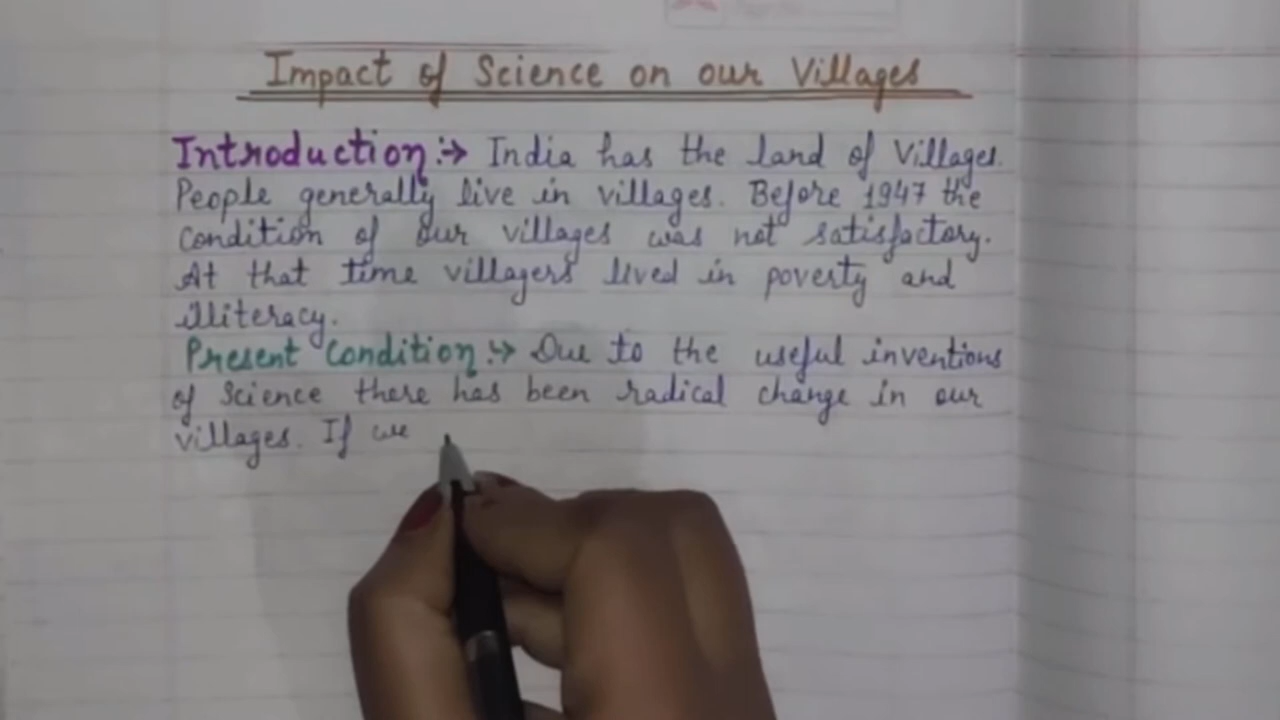 Impact of Science on our Villages
Introduction:→ India has the land of Villages.
People generally live in villages. Before 1947 the
Condition of our villages was not satisfactory.
At that time villagers lived in poverty and
illiteracy.
Present Condition:→ Due to the useful inventions
of Science there has been radical change in our
villages. If we